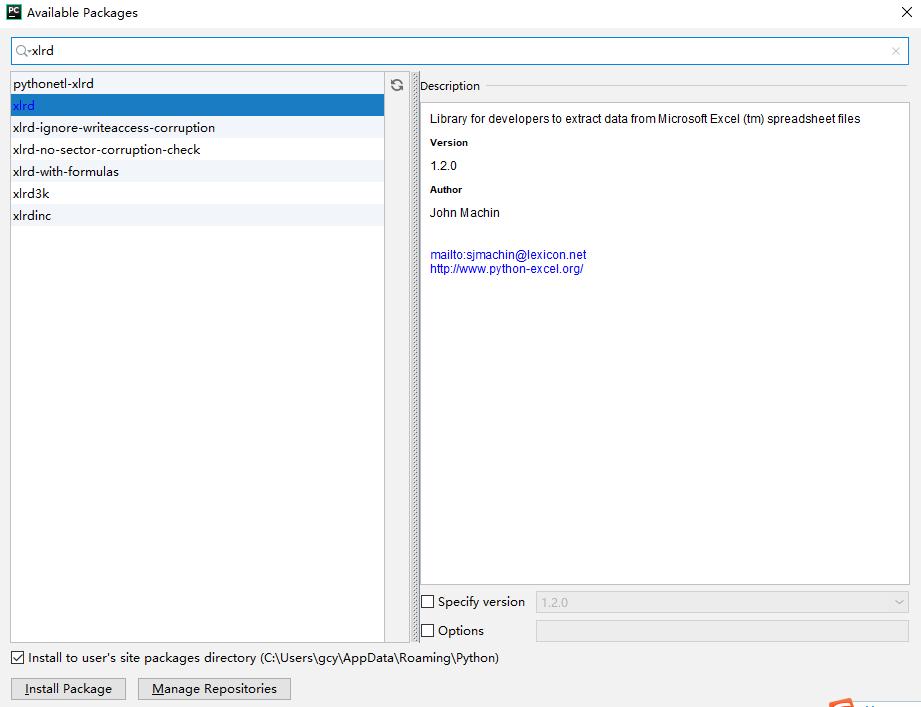 PC Available Packages
xlrd
pythonetl-xlrd
xlrd
xlrd-ignore-writeaccess-corruption
xlrd-no-sector-corruption-check
xlrd-with-formulas
xlrd3k
xlrdinc
Description
Library for developers to extract data from Microsoft Excel (tm) spreadsheet files
Version
1.2.0
Author
John Machin
mailto:sjmachin@lexicon.net
http://www.python-excel.org/
Specify version 1.2.0
Options
Install to user's site packages directory (C:\Users\gcy\AppData\Roaming\Python)
Install Package Manage Repositories